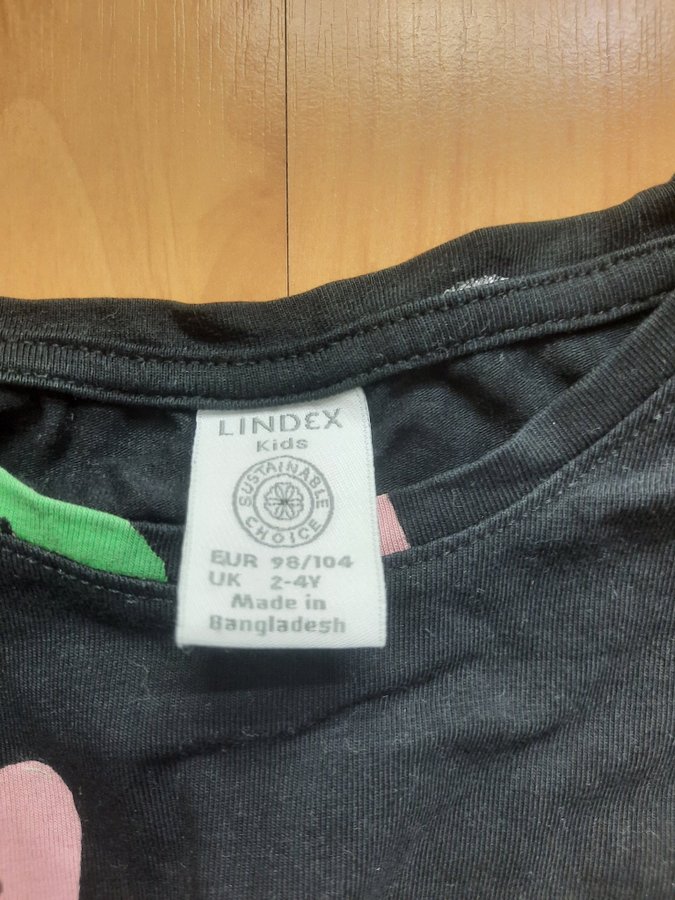 LINDEX
Kids
SUSTAINABLE
CHOICE
EUR 98/104
UK 2-4Y
Made in
Bangladesh